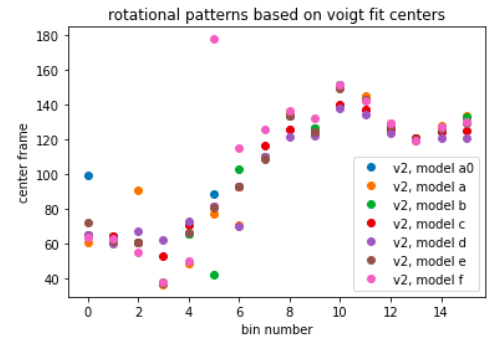 rotational patterns based on voigt fit centers
180
160
140
120
100
80
60
40
center frame
v2, model a0
v2, model a
v2, model b
v2, model c
v2, model d
v2, model e
v2, model f
0 2 4 6 8 10 12 14
bin number